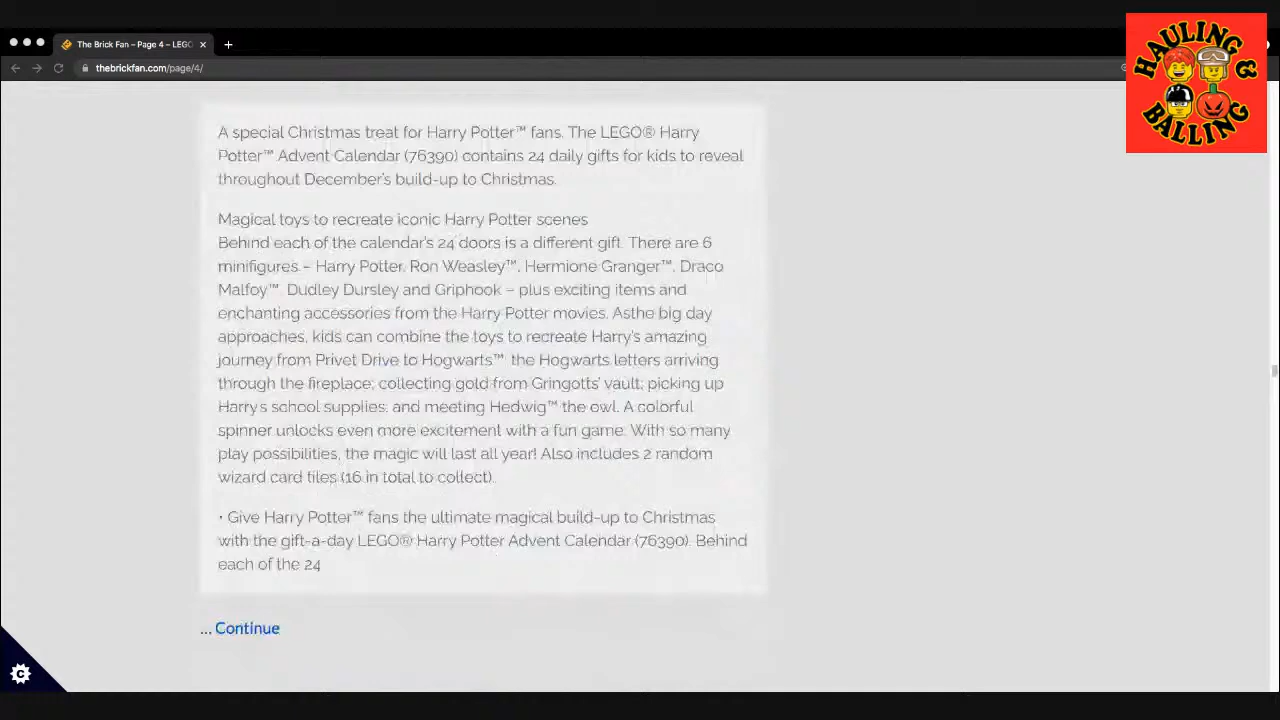 The Brick Fan – Page 4 – LEGO
thebrickfan.com/page/4/
HAULING &
BALLING
A special Christmas treat for Harry Potter™ fans. The LEGO® Harry
Potter™ Advent Calendar (76390) contains 24 daily gifts for kids to reveal
throughout December's build-up to Christmas.
Magical toys to recreate iconic Harry Potter scenes
Behind each of the calendar's 24 doors is a different gift. There are 6
minifigures – Harry Potter, Ron Weasley™, Hermione Granger™, Draco
Malfoy™, Dudley Dursley and Griphook – plus exciting items and
enchanting accessories from the Harry Potter movies. Asthe big day
approaches, kids can combine the toys to recreate Harry's amazing
journey from Privet Drive to Hogwarts™: the Hogwarts letters arriving
through the fireplace; collecting gold from Gringotts' vault; picking up
Harry's school supplies; and meeting Hedwig™ the owl. A colorful
spinner unlocks even more excitement with a fun game. With so many
play possibilities, the magic will last all year! Also includes 2 random
wizard card tiles (16 in total to collect).
• Give Harry Potter™ fans the ultimate magical build-up to Christmas
with the gift-a-day LEGO® Harry Potter Advent Calendar (76390). Behind
each of the 24
... Continue
C